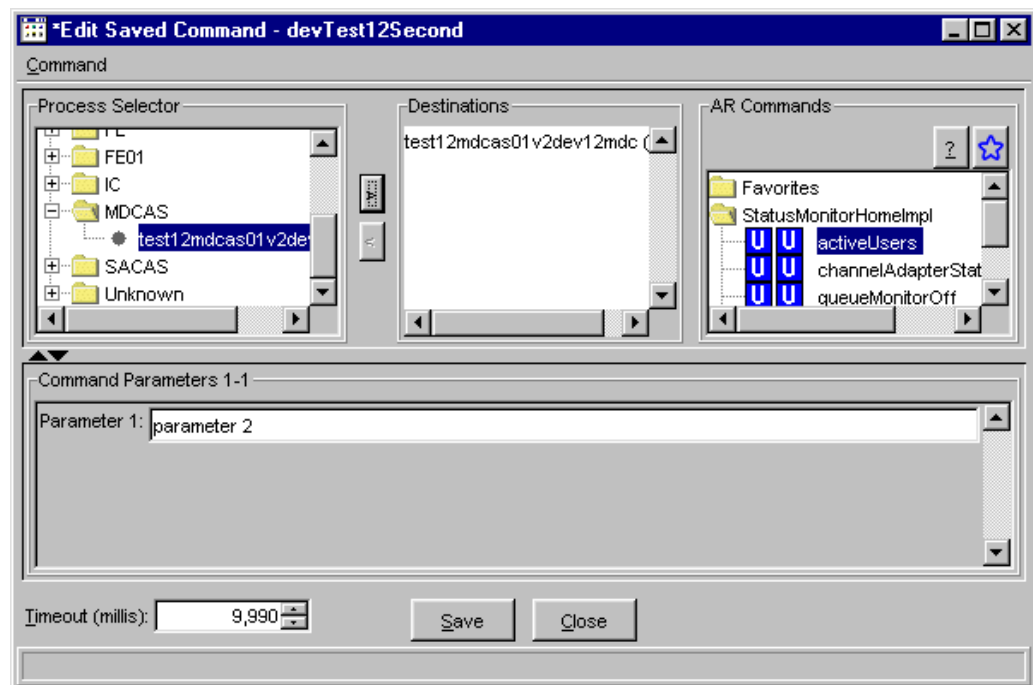 *Edit Saved Command - devTest12Second
Command
Process Selector
FE01
IC
MDCAS
test12mdcas01v2de
SACAS
Unknown
>
<
Destinations
test12mdcas01v2dev12mdc (
AR Commands
?
Favorites
StatusMonitorHomeImpl
U U activeUsers
U U channelAdapterStat
U U queueMonitorOff
Command Parameters 1-1
Parameter 1: parameter 2
Timeout (millis): 9,990
Save
Close